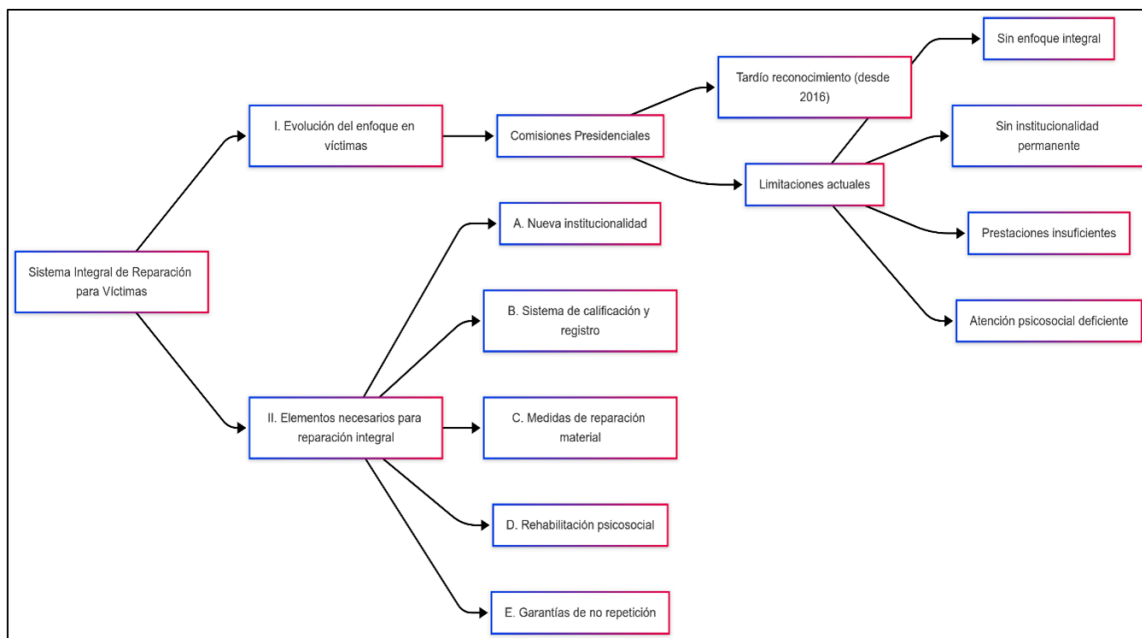 Sistema Integral de Reparación
para Víctimas
I. Evolución del enfoque en
víctimas
Comisiones Presidenciales
Tardío reconocimiento (desde
2016)
Limitaciones actuales
Sin enfoque integral
Sin institucionalidad
permanente
Prestaciones insuficientes
Atención psicosocial deficiente
II. Elementos necesarios para
reparación integral
A. Nueva institucionalidad
B. Sistema de calificación y
registro
C. Medidas de reparación
material
D. Rehabilitación psicosocial
E. Garantías de no repetición